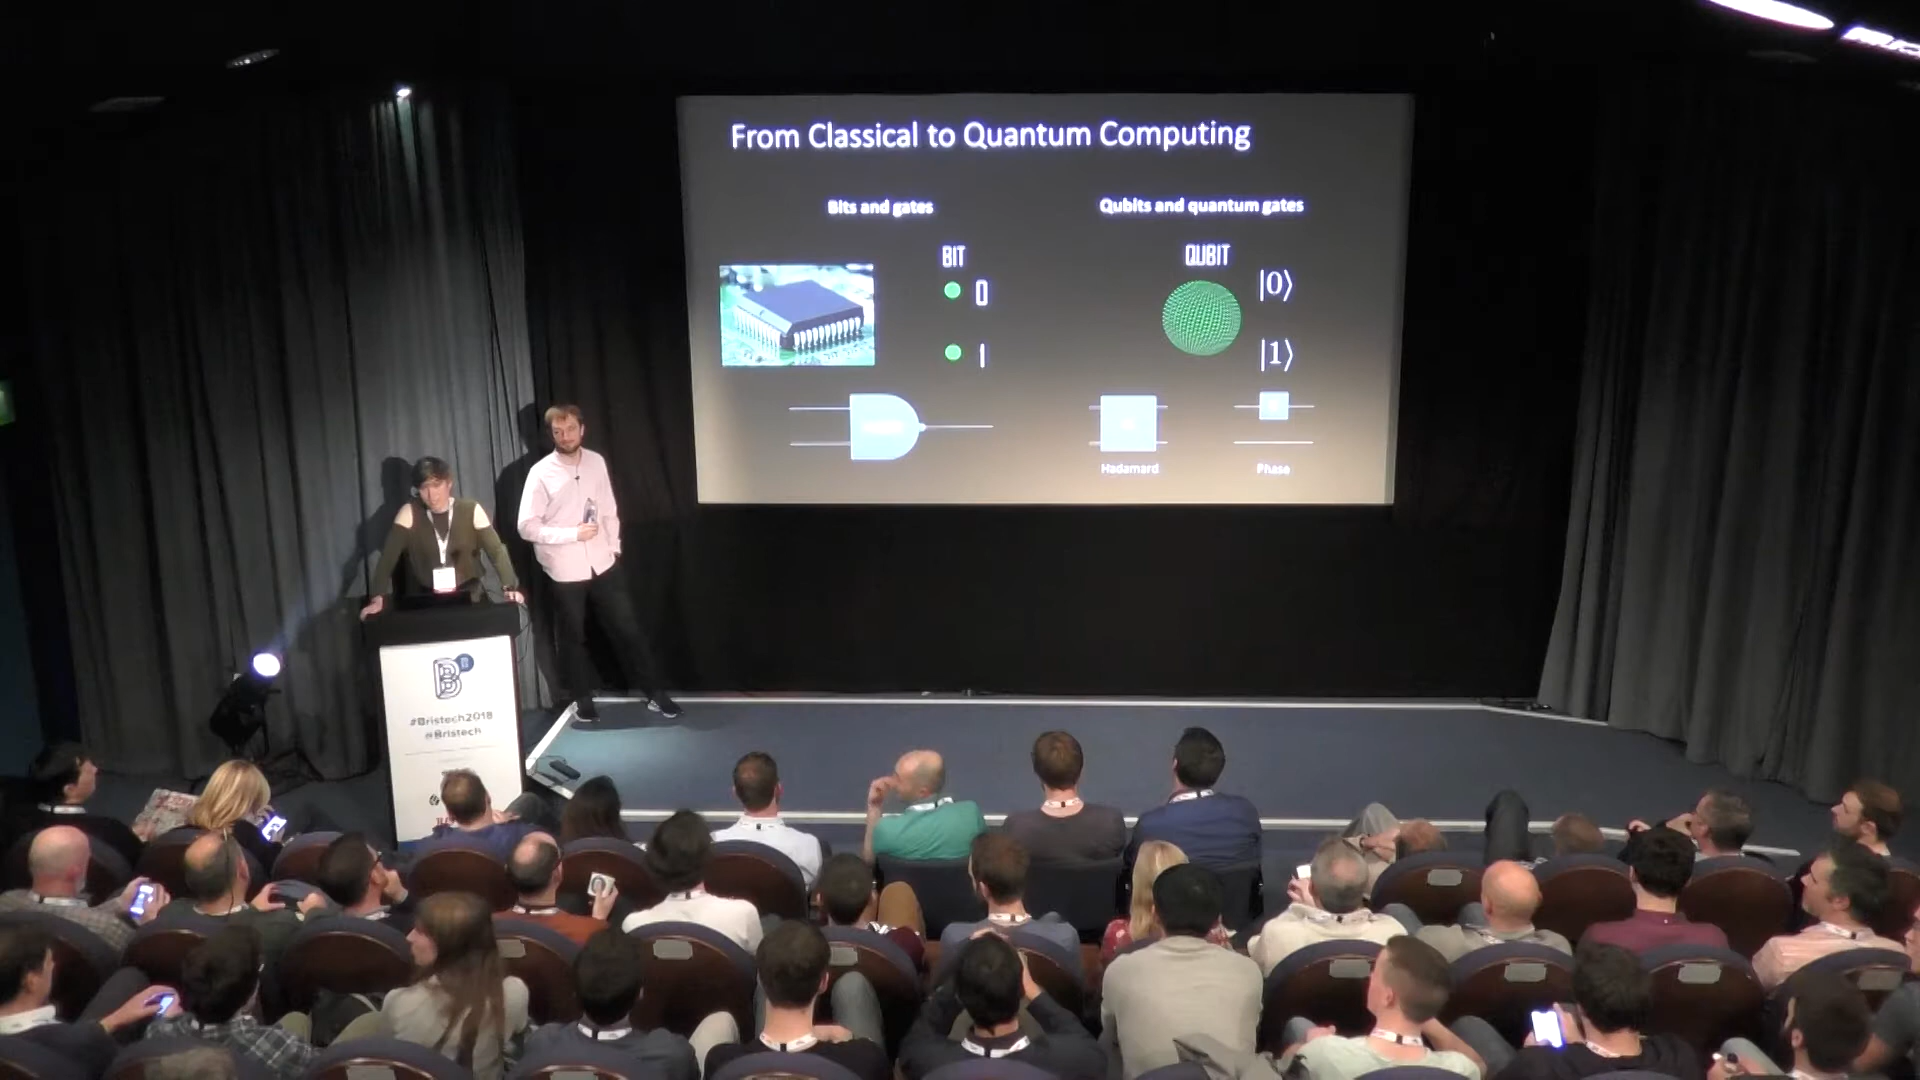 From Classical to Quantum Computing
Bits and gates
Qubits and quantum gates
BIT
0
1
QUBIT
|0⟩
|1⟩
Hadamard
Phase
B
#Bristech2018
@Bristech